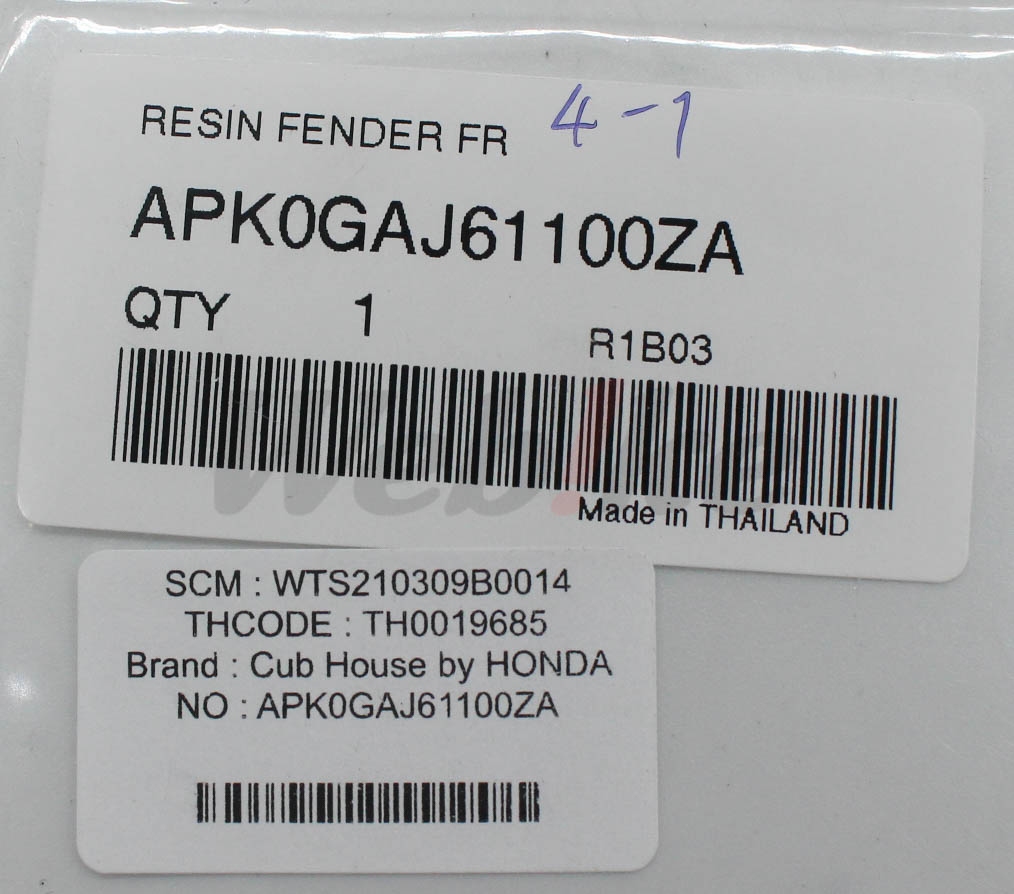 RESIN FENDER FR 4-1
APK0GAJ61100ZA
QTY 1 R1B03
Made in THAILAND
SCM : WTS210309B0014
THCODE : TH0019685
Brand : Cub House by HONDA
NO : APK0GAJ61100ZA